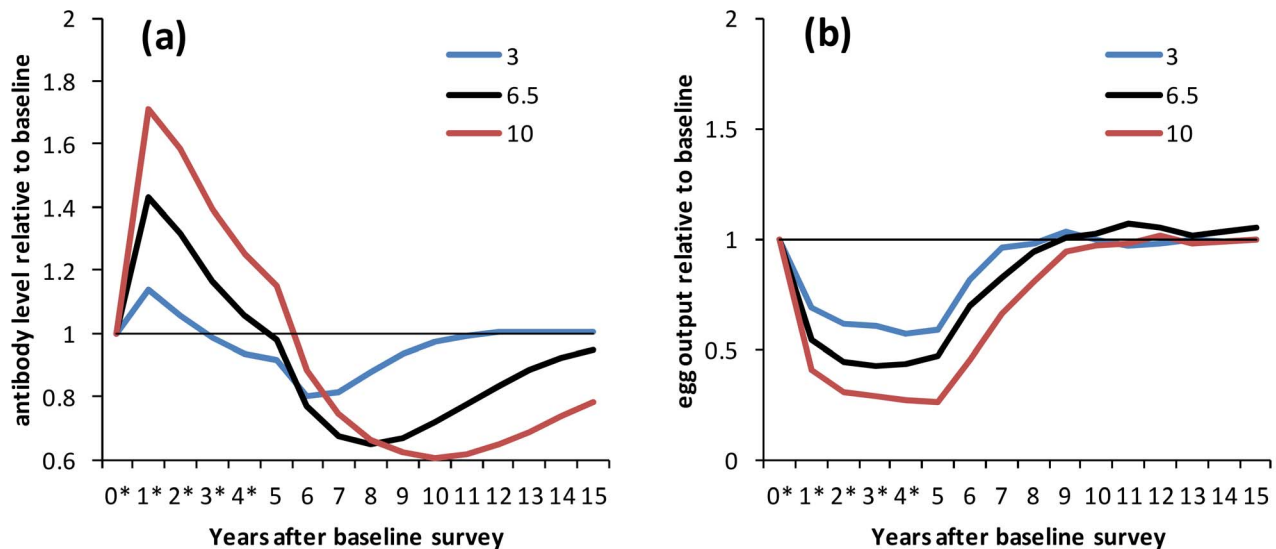 (a)
antibody level relative to baseline
2
1.8
1.6
1.4
1.2
1
0.8
0.6
3
6.5
10
0* 1* 2* 3* 4* 5 6 7 8 9 10 11 12 13 14 15
Years after baseline survey
(b)
egg output relative to baseline
2
1.5
1
0.5
0
3
6.5
10
0* 1* 2* 3* 4* 5 6 7 8 9 10 11 12 13 14 15
Years after baseline survey